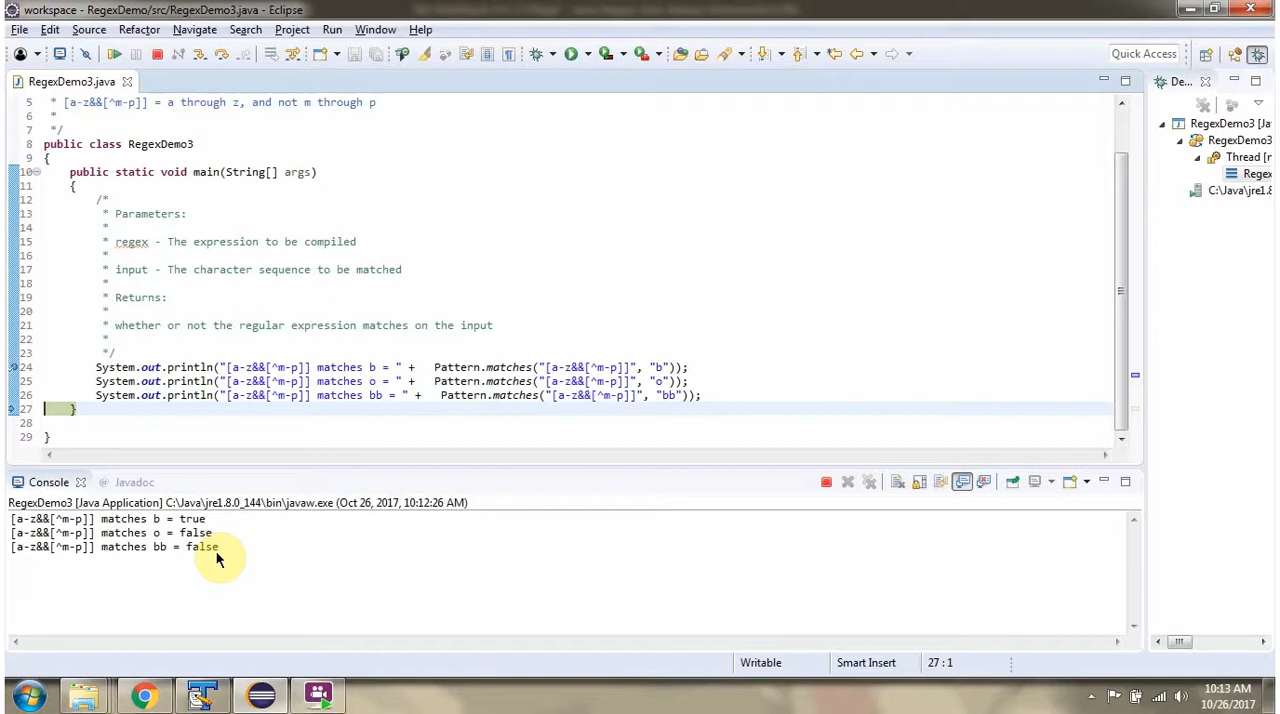 workspace - RegexDemo/src/RegexDemo3.java - Eclipse
File Edit Source Refactor Navigate Search Project Run Window Help
Quick Access
RegexDemo3.java
De...
5 * [a-z&&[^m-p]] = a through z, and not m through p
6 *
7 */
8 public class RegexDemo3
9 {
10 public static void main(String[] args)
11 {
12 /*
13 * Parameters:
14 *
15 * regex - The expression to be compiled
16 *
17 * input - The character sequence to be matched
18 *
19 * Returns:
20 *
21 * whether or not the regular expression matches on the input
22 *
23 */
24 System.out.println("[a-z&&[^m-p]] matches b = " + Pattern.matches("[a-z&&[^m-p]]", "b"));
25 System.out.println("[a-z&&[^m-p]] matches o = " + Pattern.matches("[a-z&&[^m-p]]", "o"));
26 System.out.println("[a-z&&[^m-p]] matches bb = " + Pattern.matches("[a-z&&[^m-p]]", "bb"));
27 }
28
29 }
RegexDemo3 [Ja
RegexDemo3
Thread [n
Regex
C:\Java\jre1.8
Console Javadoc
RegexDemo3 [Java Application] C:\Java\jre1.8.0_144\bin\javaw.exe (Oct 26, 2017, 10:12:26 AM)
[a-z&&[^m-p]] matches b = true
[a-z&&[^m-p]] matches o = false
[a-z&&[^m-p]] matches bb = false
Writable Smart Insert 27 : 1
10:13 AM
10/26/2017